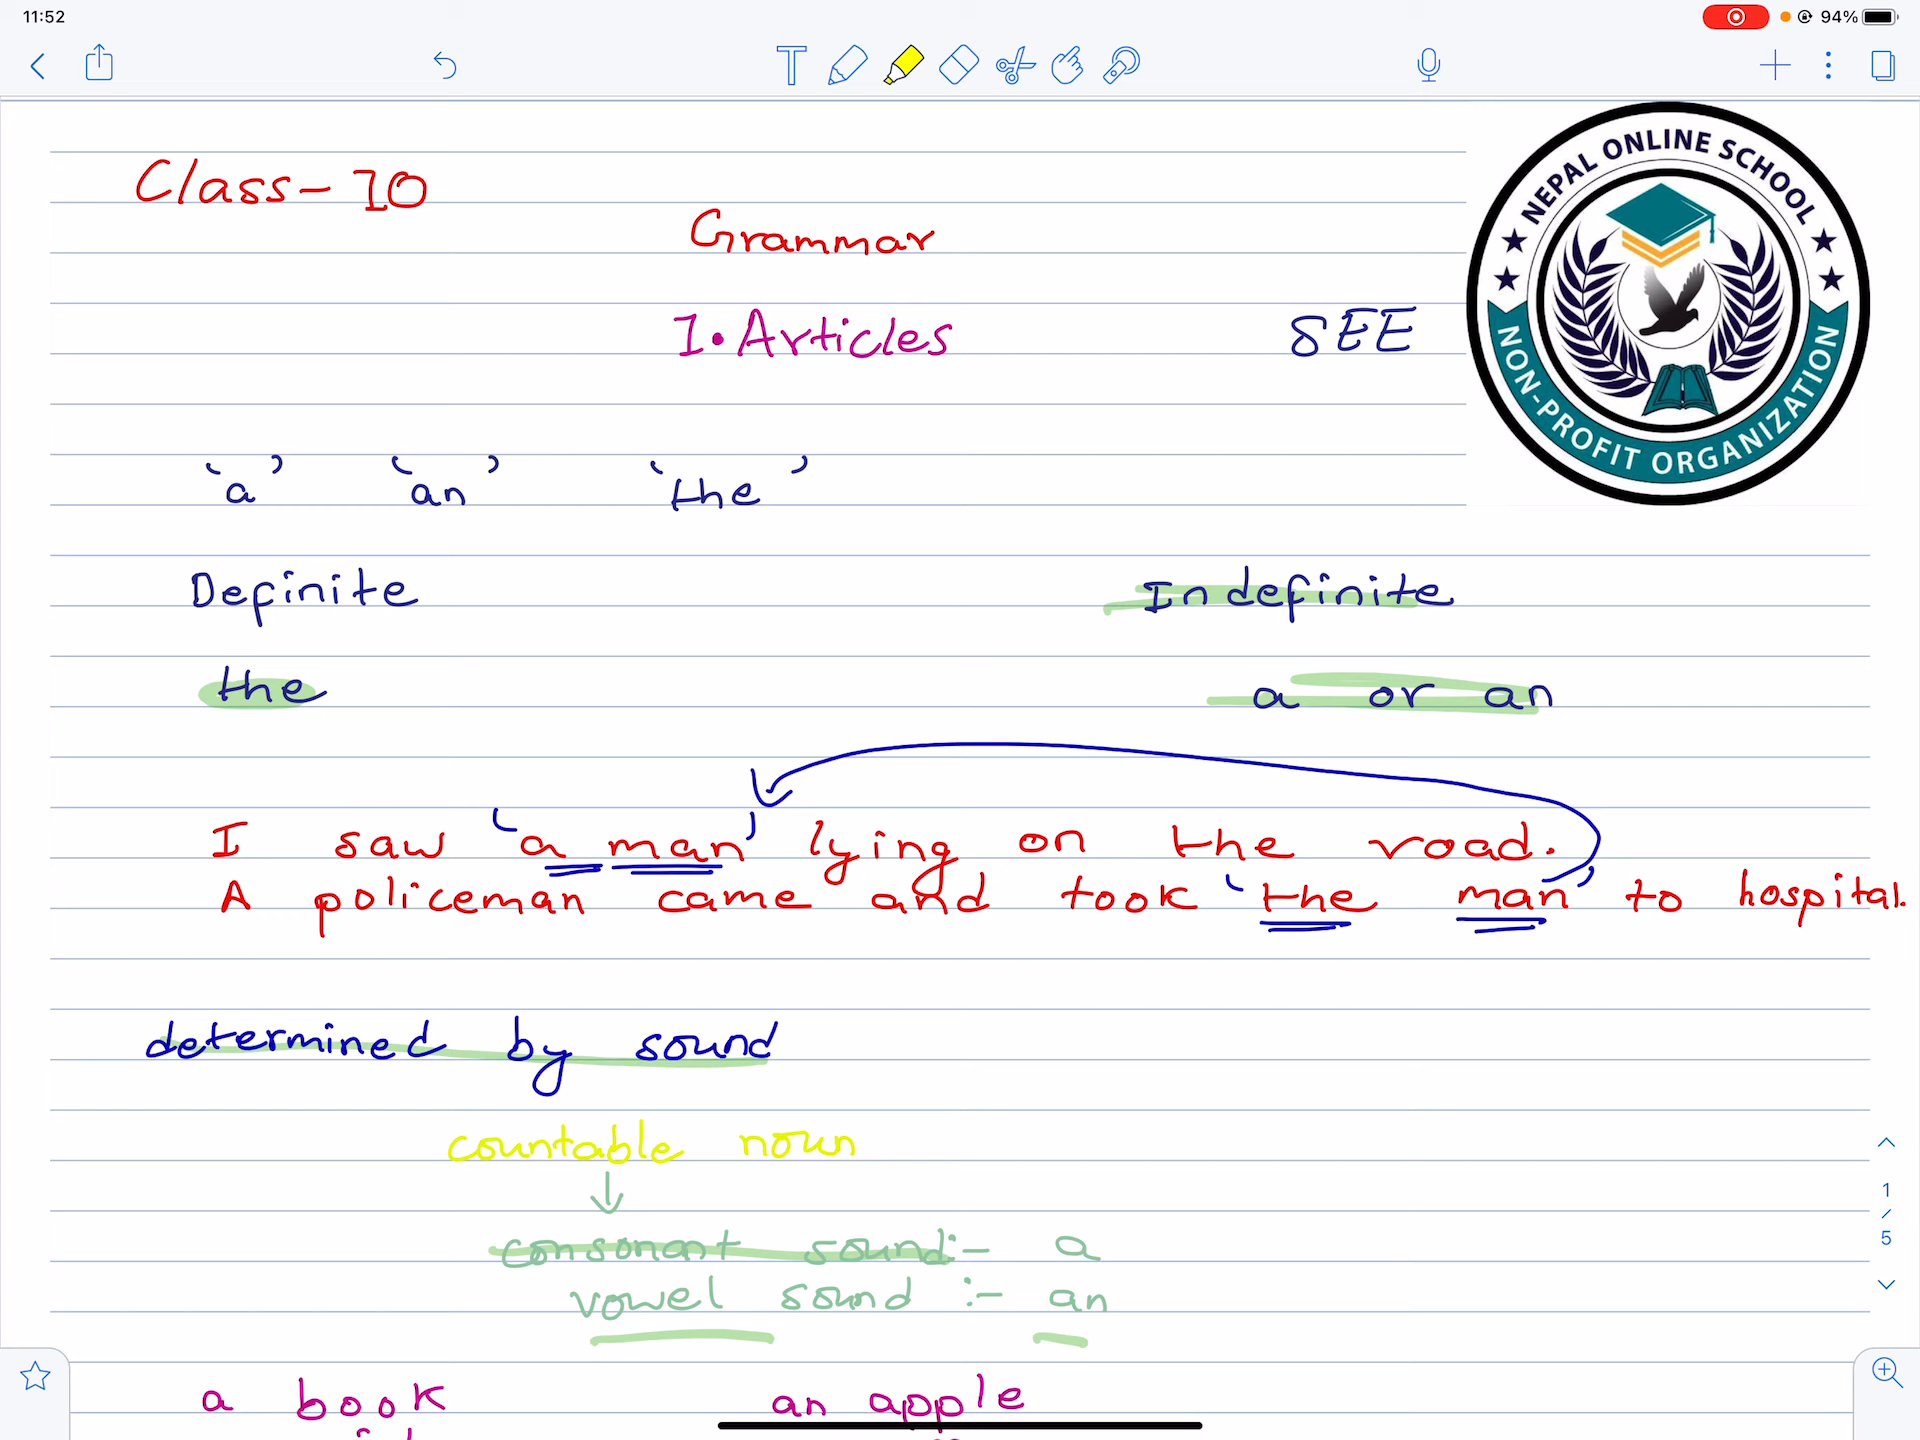 11:52
94%
Class-10
Grammar
1. Articles
SEE
NEPAL ONLINE SCHOOL
NON-PROFIT ORGANIZATION
'a' 'an' 'the'
Definite Indefinite
the a or an
I saw 'a man' lying on the road.
A policeman came and took 'the man' to hospital.
determined by sound
countable noun
↓
consonant sound:- a
vowel sound :- an
1/5
a book an apple